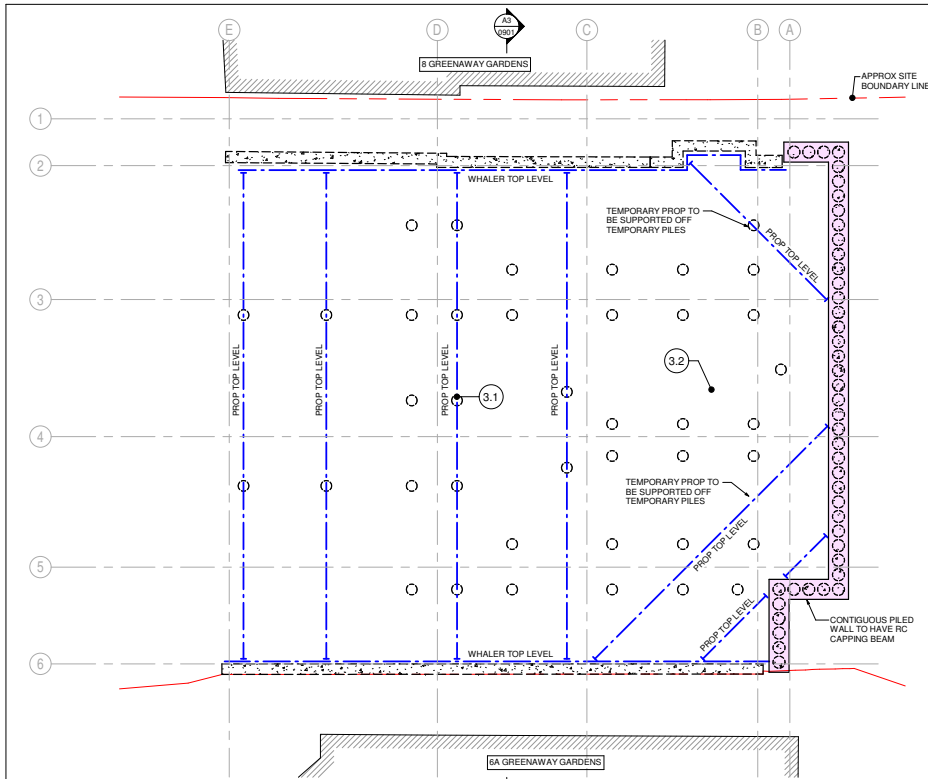 E
D
A3
0901
C
B
A
8 GREENAWAY GARDENS
APPROX SITE
BOUNDARY LINE
1
2
WHALER TOP LEVEL
TEMPORARY PROP TO
BE SUPPORTED OFF
TEMPORARY PILES
PROP TOP LEVEL
3
PROP TOP LEVEL
PROP TOP LEVEL
PROP TOP LEVEL
PROP TOP LEVEL
3.1
3.2
4
TEMPORARY PROP TO
BE SUPPORTED OFF
TEMPORARY PILES
PROP TOP LEVEL
5
PROP TOP LEVEL
CONTIGUOUS PILED
WALL TO HAVE RC
CAPPING BEAM
WHALER TOP LEVEL
6
6A GREENAWAY GARDENS